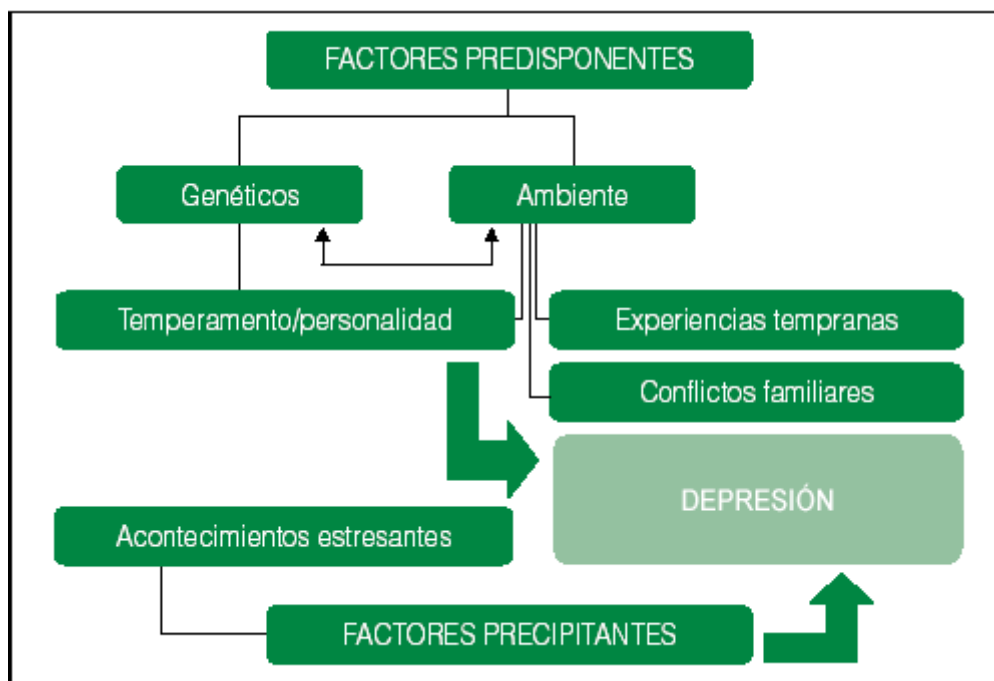 FACTORES PREDISPONENTES
Genéticos
Ambiente
Temperamento/personalidad
Experiencias tempranas
Conflictos familiares
DEPRESIÓN
Acontecimientos estresantes
FACTORES PRECIPITANTES